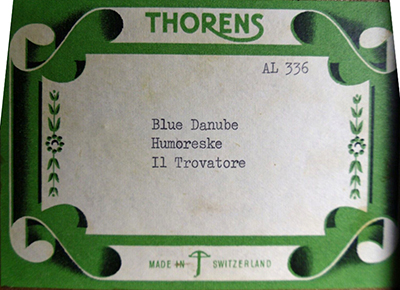 THORENS
AL 336
Blue Danube
Humoreske
Il Trovatore
MADE IN SWITZERLAND